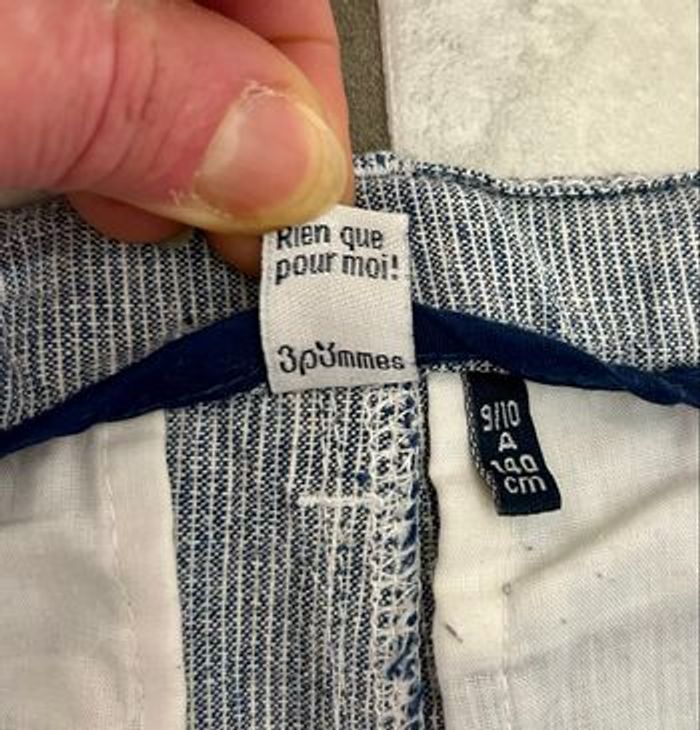 Rien que
pour moi!
3pommes
9/10
A
140
cm